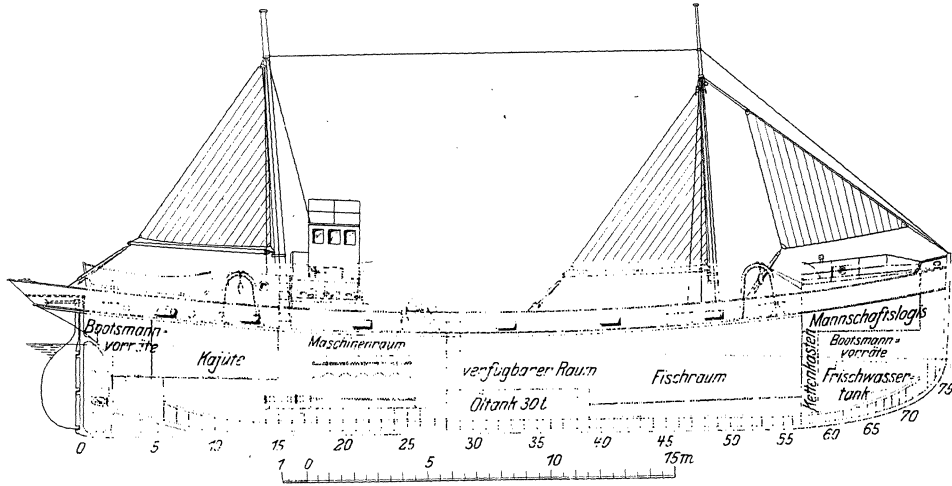 Bootsmann-
vorräte
Kajüte
Maschinenraum
verfügbarer Raum
Öltank 30 t
Fischraum
Kettenkasten
Mannschaftslogis
Bootsmann=
vorräte
Frischwasser-
tank
0 5 10 15 20 25 30 35 40 45 50 55 60 65 70 75
1 0 5 10 15m